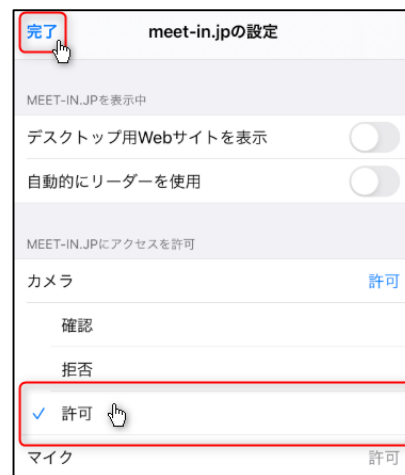 完了 meet-in.jpの設定
MEET-IN.JPを表示中
デスクトップ用Webサイトを表示
自動的にリーダーを使用
MEET-IN.JPにアクセスを許可
カメラ 許可
確認
拒否
✓ 許可
マイク 許可